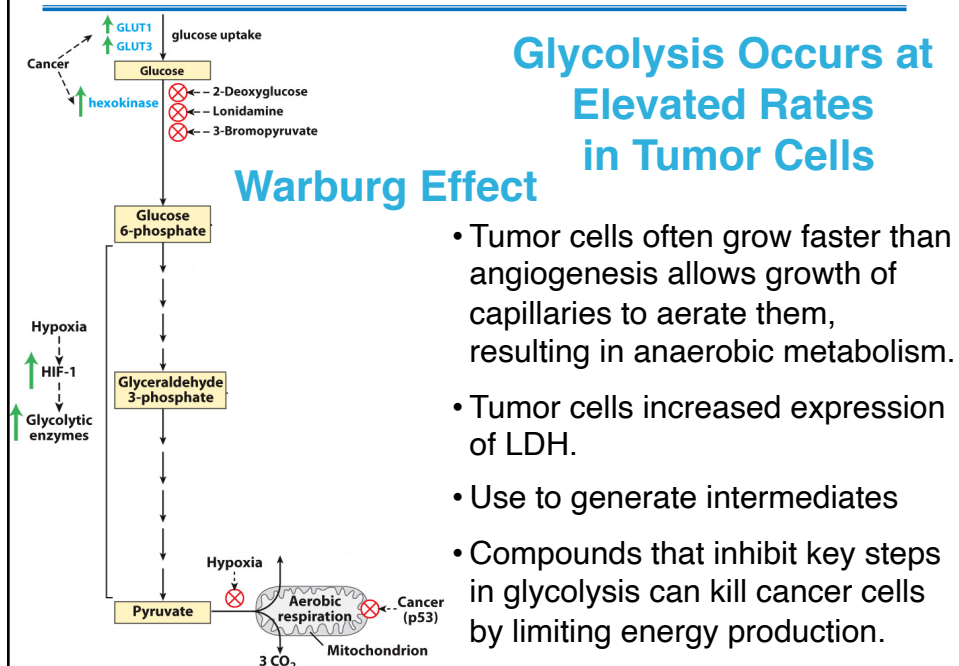 GLUT1
GLUT3
glucose uptake
Cancer
Glucose
hexokinase
2-Deoxyglucose
Lonidamine
3-Bromopyruvate
Glycolysis Occurs at
Elevated Rates
in Tumor Cells
Warburg Effect
Glucose
6-phosphate
Hypoxia
HIF-1
Glycolytic
enzymes
Glyceraldehyde
3-phosphate
Hypoxia
Pyruvate
Aerobic
respiration
Cancer
(p53)
Mitochondrion
3 CO2
• Tumor cells often grow faster than
angiogenesis allows growth of
capillaries to aerate them,
resulting in anaerobic metabolism.
• Tumor cells increased expression
of LDH.
• Use to generate intermediates
• Compounds that inhibit key steps
in glycolysis can kill cancer cells
by limiting energy production.